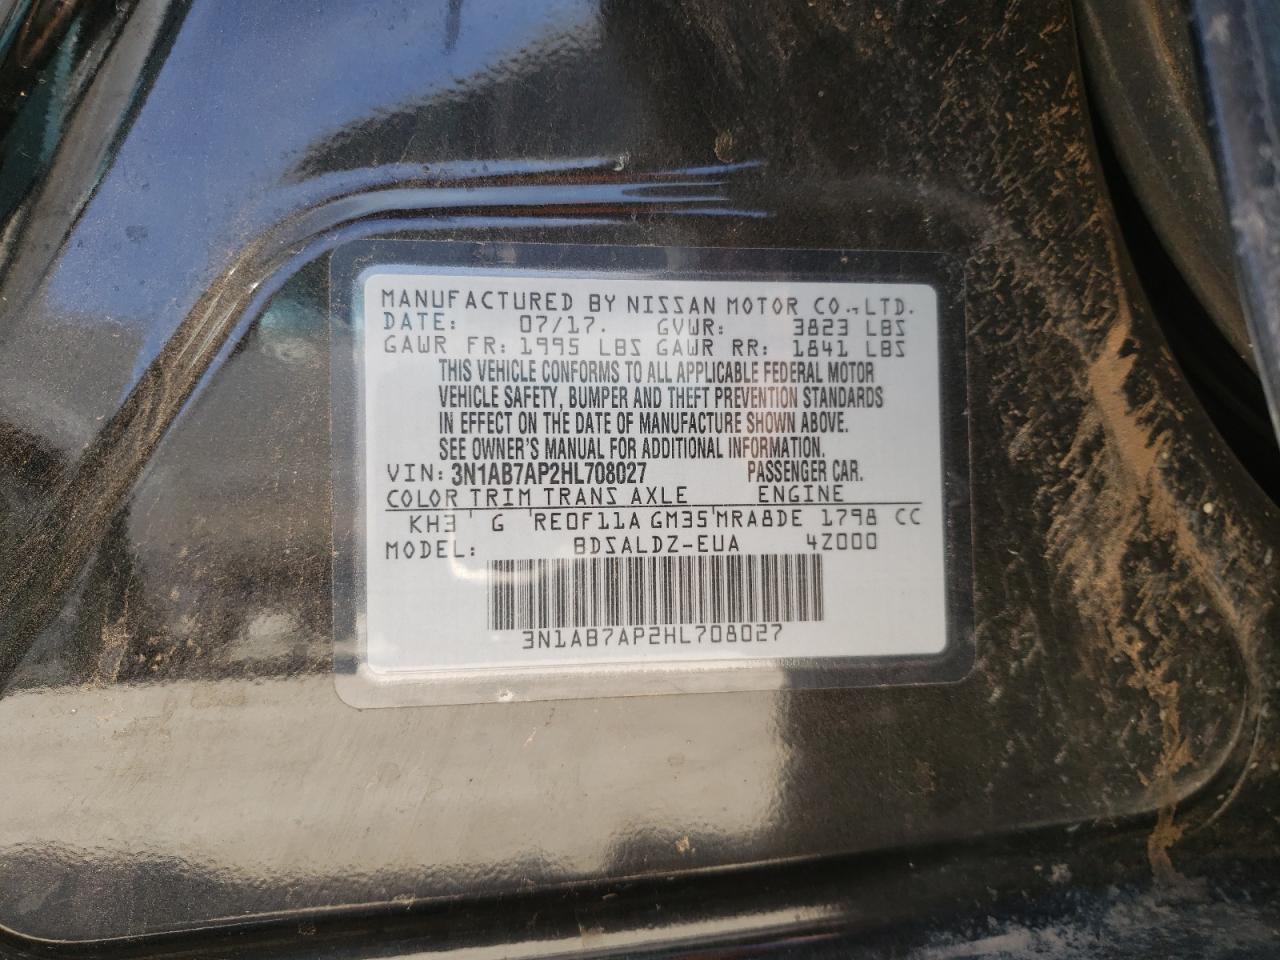 MANUFACTURED BY NISSAN MOTOR CO., LTD.
DATE: 07/17. GVWR: 3823 LBS
GAWR FR: 1995 LBS GAWR RR: 1841 LBS
THIS VEHICLE CONFORMS TO ALL APPLICABLE FEDERAL MOTOR
VEHICLE SAFETY, BUMPER AND THEFT PREVENTION STANDARDS
IN EFFECT ON THE DATE OF MANUFACTURE SHOWN ABOVE.
SEE OWNER'S MANUAL FOR ADDITIONAL INFORMATION.
VIN: 3N1AB7AP2HL708027 PASSENGER CAR.
COLOR TRIM TRANS AXLE ENGINE
KH3 G RE0F11A GM35 MRA8DE 1798 CC
MODEL: BDSALDZ-EUA 4Z000
3N1AB7AP2HL708027